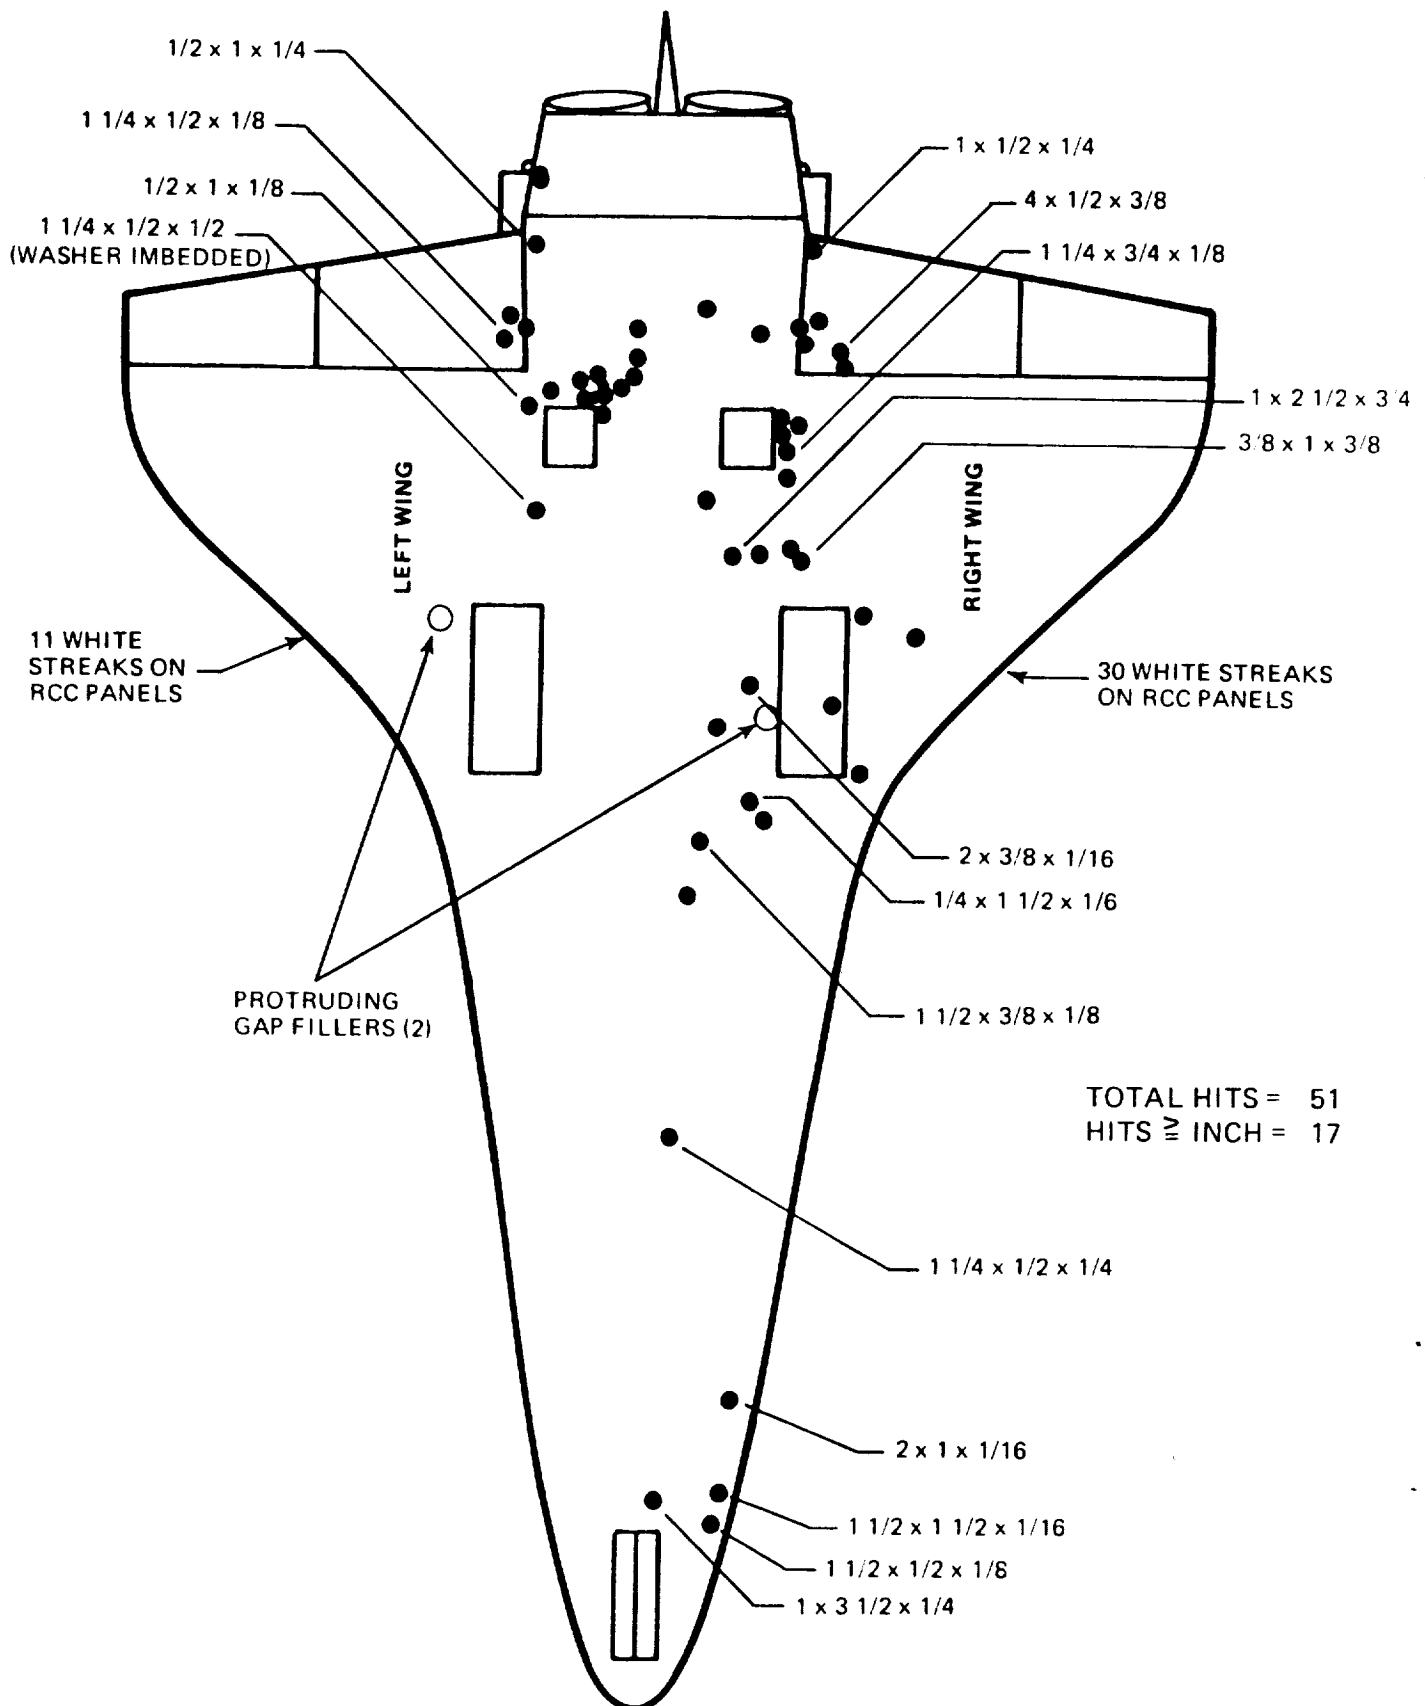 1/2 x 1 x 1/4
1 1/4 x 1/2 x 1/8
1/2 x 1 x 1/8
1 1/4 x 1/2 x 1/2
(WASHER IMBEDDED)
1 x 1/2 x 1/4
4 x 1/2 x 3/8
1 1/4 x 3/4 x 1/8
1 x 2 1/2 x 3/4
3/8 x 1 x 3/8
LEFT WING
RIGHT WING
11 WHITE
STREAKS ON
RCC PANELS
30 WHITE STREAKS
ON RCC PANELS
2 x 3/8 x 1/16
1/4 x 1 1/2 x 1/6
PROTRUDING
GAP FILLERS (2)
1 1/2 x 3/8 x 1/8
TOTAL HITS = 51
HITS ≧ INCH = 17
1 1/4 x 1/2 x 1/4
2 x 1 x 1/16
1 1/2 x 1 1/2 x 1/16
1 1/2 x 1/2 x 1/8
1 x 3 1/2 x 1/4